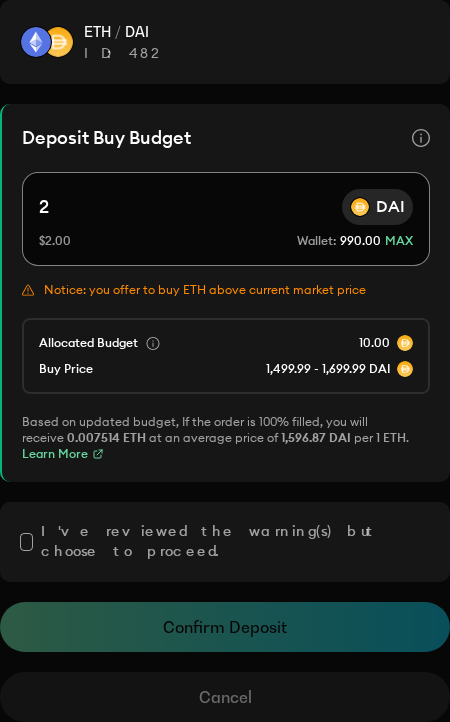 ETH / DAI
ID: 482
Deposit Buy Budget
2
DAI
$2.00
Wallet: 990.00 MAX
Notice: you offer to buy ETH above current market price
Allocated Budget 10.00
Buy Price 1,499.99 - 1,699.99 DAI
Based on updated budget, If the order is 100% filled, you will
receive 0.007514 ETH at an average price of 1,596.87 DAI per 1 ETH.
Learn More
I've reviewed the warning(s) but
choose to proceed.
Confirm Deposit
Cancel